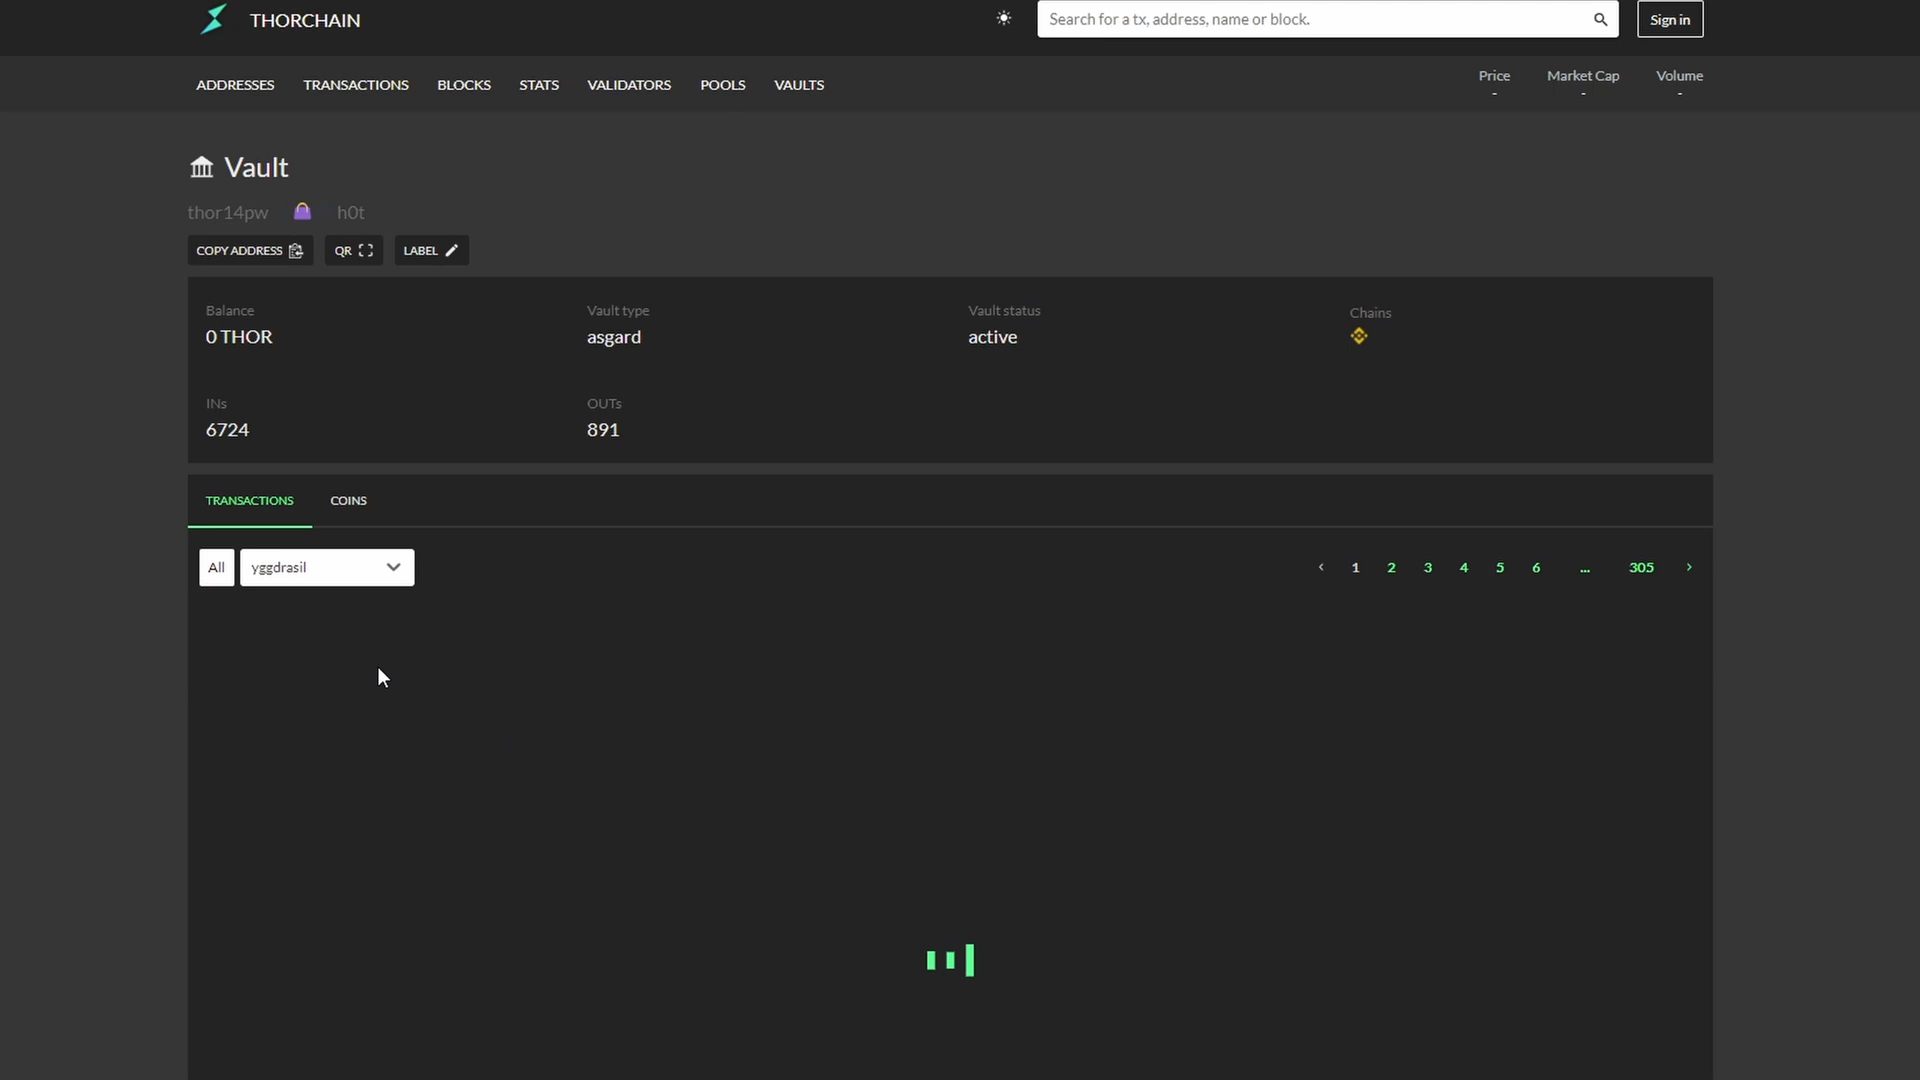 THORCHAIN
Search for a tx, address, name or block.
Sign in
ADDRESSES TRANSACTIONS BLOCKS STATS VALIDATORS POOLS VAULTS
Price Market Cap Volume
- - -
Vault
thor14pw h0t
COPY ADDRESS QR LABEL
Balance Vault type Vault status Chains
0 THOR asgard active
INs OUTs
6724 891
TRANSACTIONS COINS
All yggdrasil ‹ 1 2 3 4 5 6 ... 305 ›